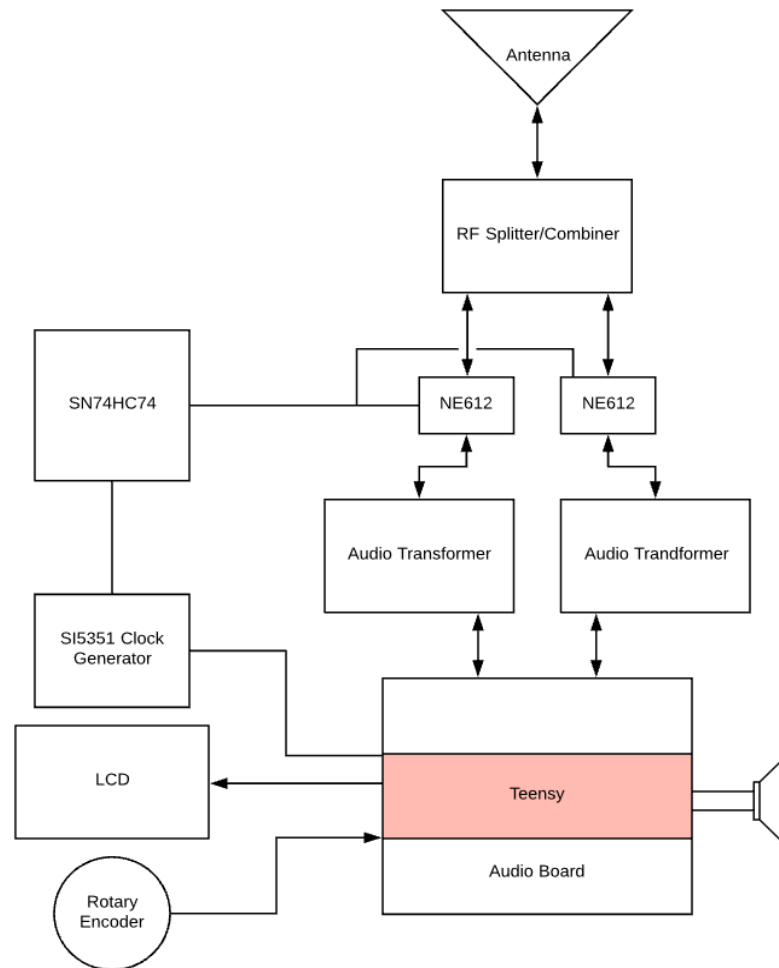 Antenna
RF Splitter/Combiner
SN74HC74
NE612
NE612
Audio Transformer
Audio Trandformer
SI5351 Clock
Generator
LCD
Teensy
Audio Board
Rotary
Encoder